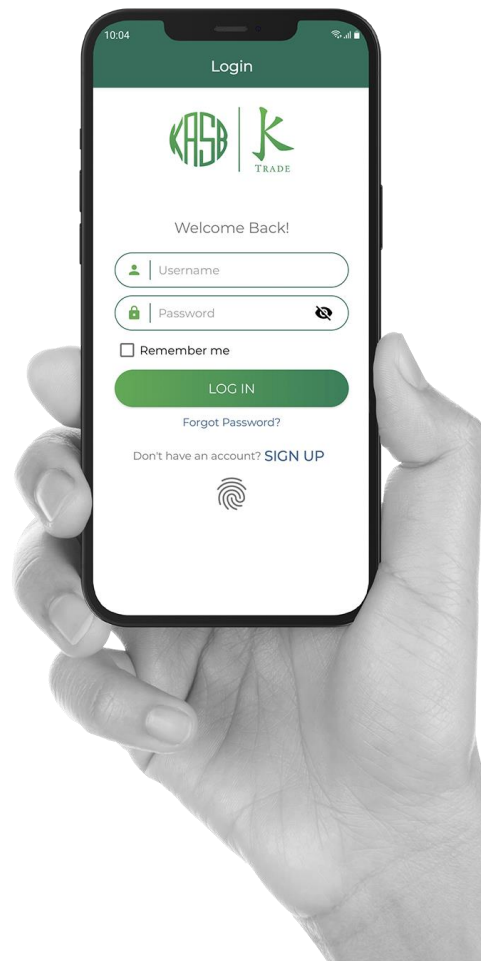 10:04
Login
KASB
K
TRADE
Welcome Back!
Username
Password
Remember me
LOG IN
Forgot Password?
Don't have an account? SIGN UP